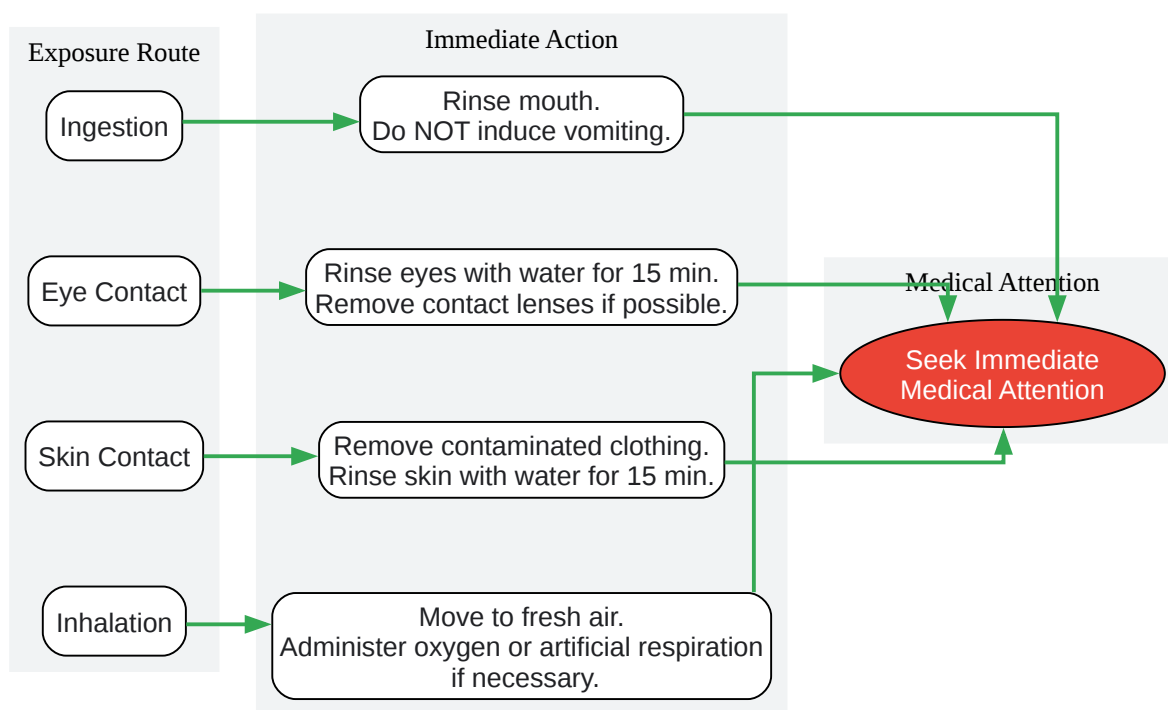 Exposure Route
Immediate Action
Ingestion
Rinse mouth.
Do NOT induce vomiting.
Eye Contact
Rinse eyes with water for 15 min.
Remove contact lenses if possible.
Medical Attention
Seek Immediate
Medical Attention
Skin Contact
Remove contaminated clothing.
Rinse skin with water for 15 min.
Inhalation
Move to fresh air.
Administer oxygen or artificial respiration
if necessary.